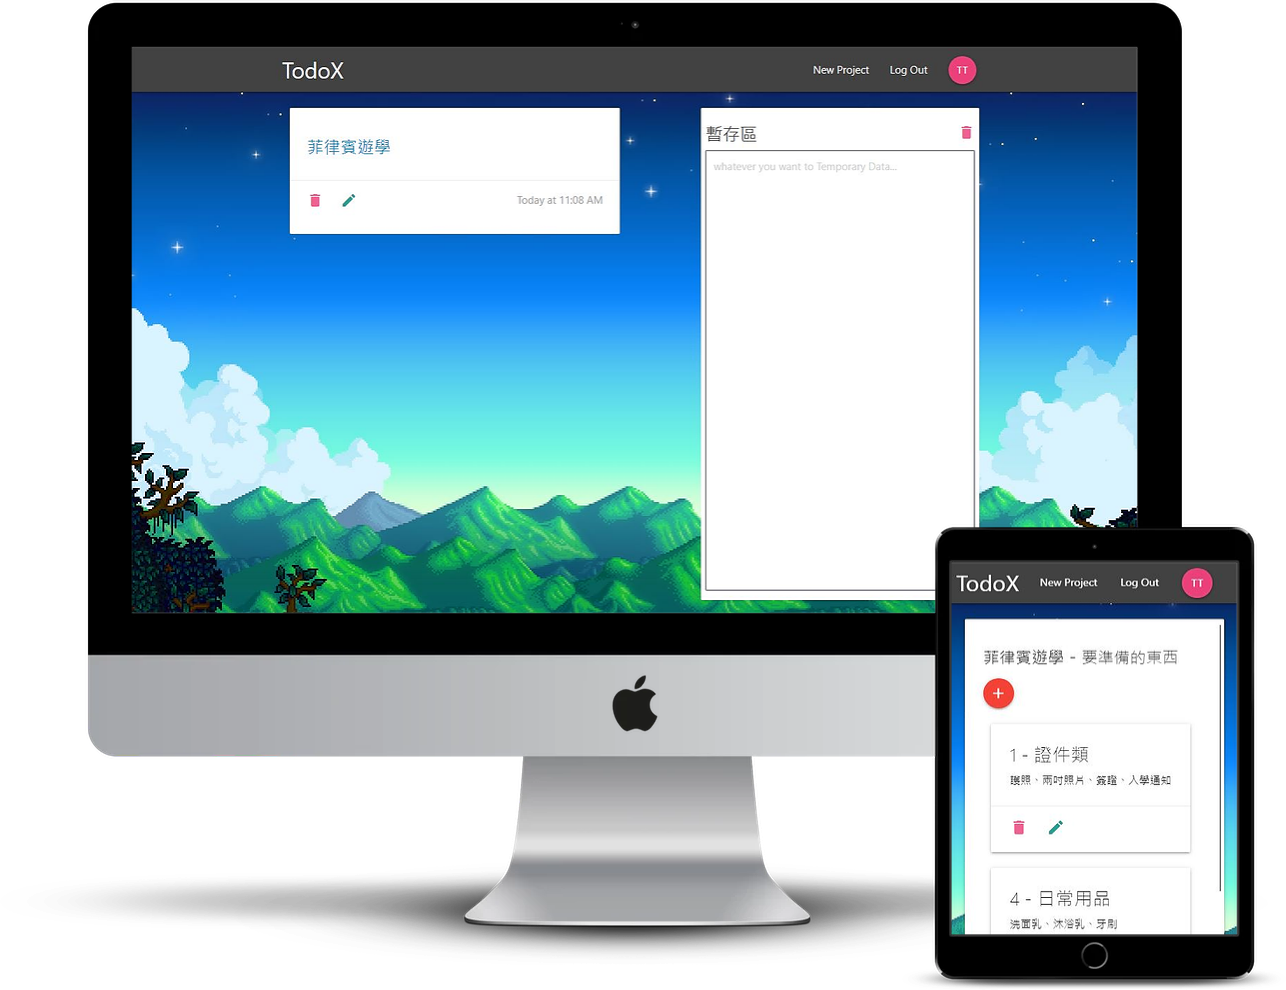 TodoX
New Project
Log Out
TT
菲律賓遊學
Today at 11:08 AM
暫存區
whatever you want to Temporary Data...
TodoX
New Project
Log Out
TT
菲律賓遊學 - 要準備的東西
1 - 證件類
護照、兩吋照片、簽證、入學通知
4 - 日常用品
洗面乳、沐浴乳、牙刷